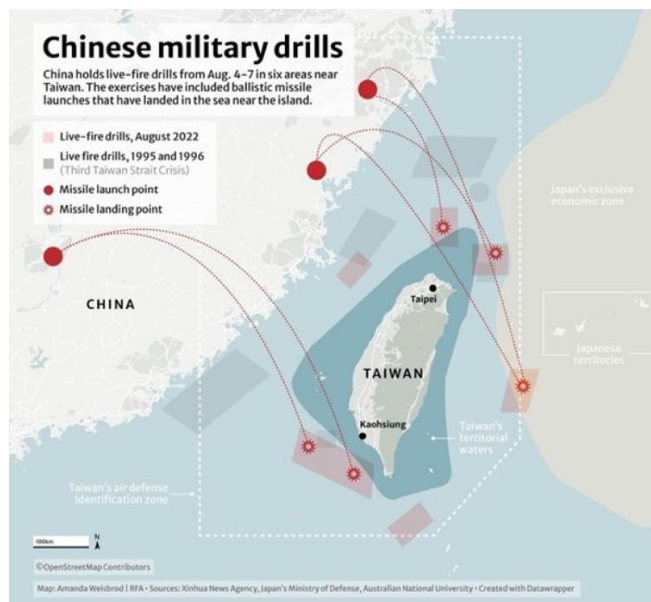 Chinese military drills
China holds live-fire drills from Aug. 4-7 in six areas near
Taiwan. The exercises have included ballistic missile
launches that have landed in the sea near the island.
Live-fire drills, August 2022
Live fire drills, 1995 and 1996
(Third Taiwan Strait Crisis)
Missile launch point
Missile landing point
Japan's exclusive
economic zone
CHINA
Taipei
Japanese
territories
TAIWAN
Kaohsiung
Taiwan's
territorial
waters
Taiwan's air defense
identification zone
100km
N
©OpenStreetMap Contributors
Map: Amanda Weisbrod | RFA • Sources: Xinhua News Agency, Japan's Ministry of Defense, Australian National University • Created with Datawrapper